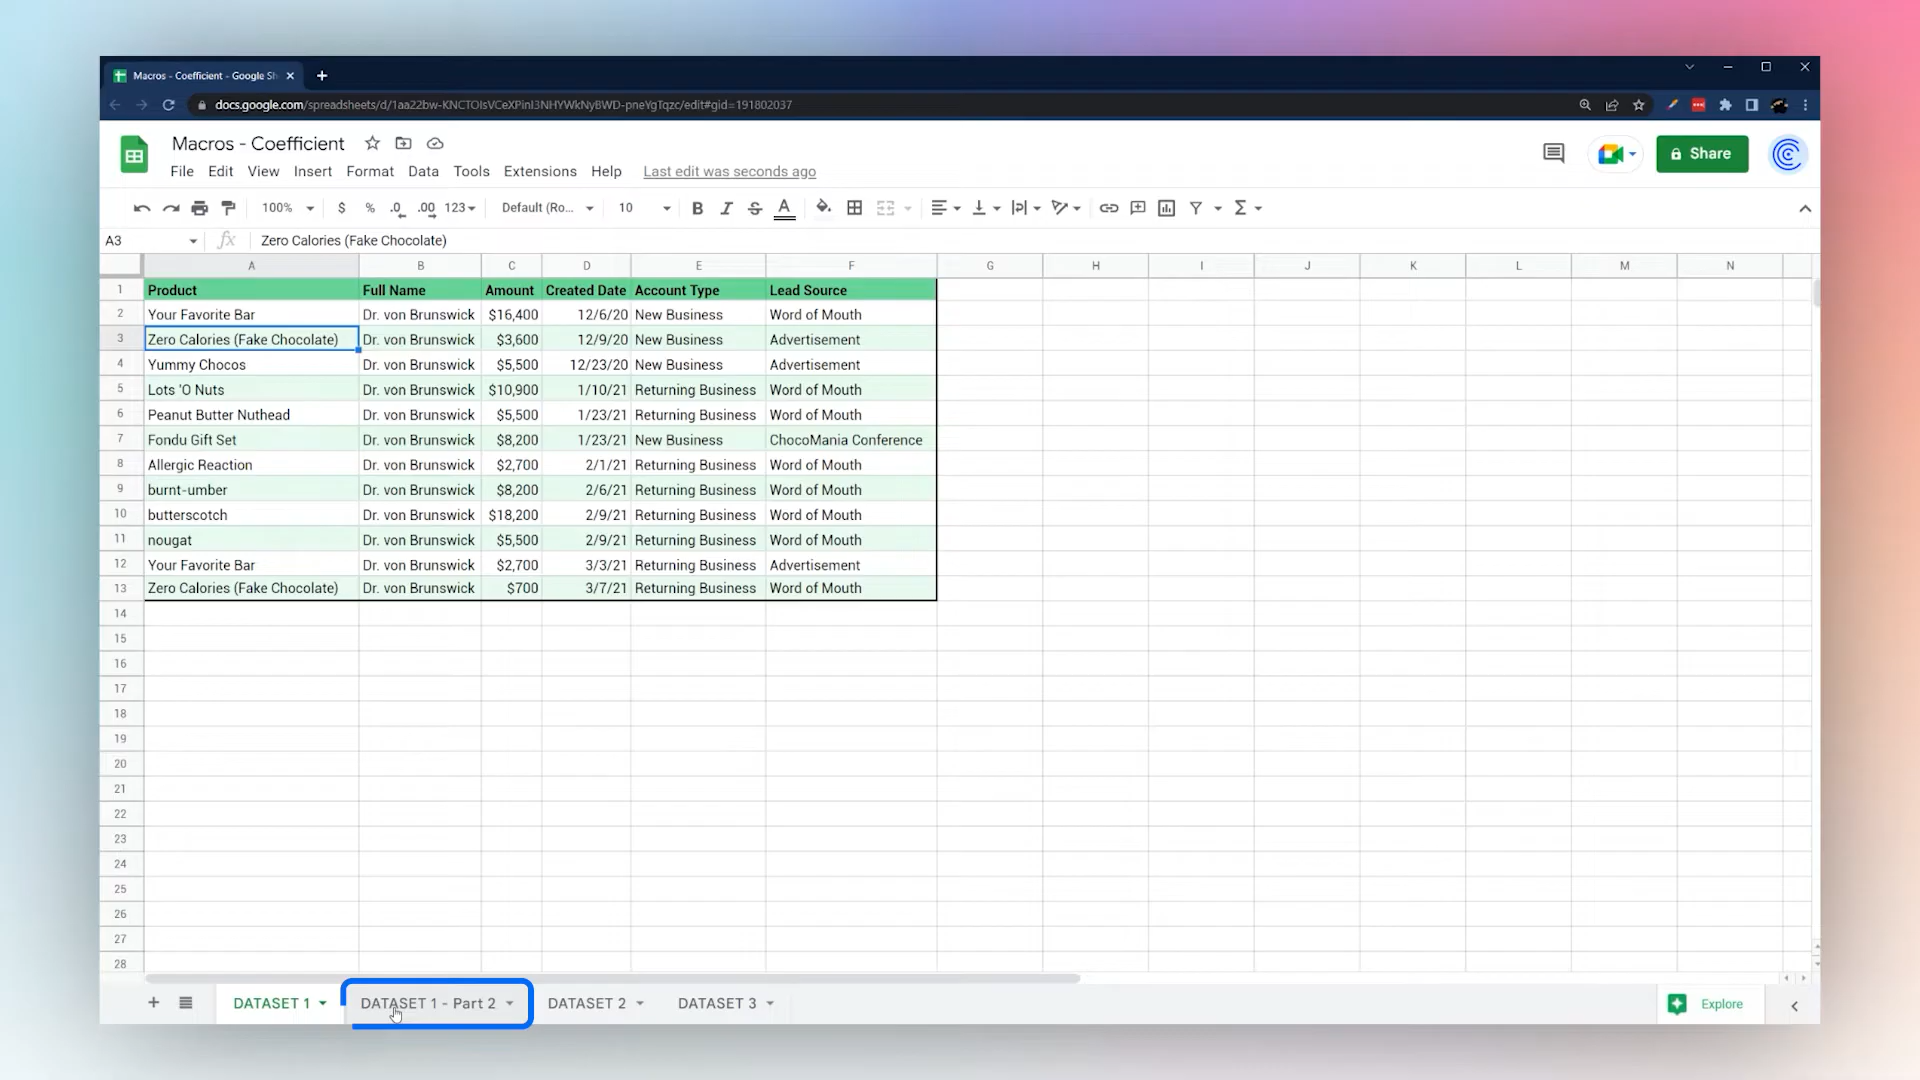 Macros - Coefficient - Google Sh
docs.google.com/spreadsheets/d/1aa22bw-KNCTOIsVCeXPinI3NHYWkNyBWD-pneYgTqzc/edit#gid=191802037
Macros - Coefficient
File Edit View Insert Format Data Tools Extensions Help Last edit was seconds ago
Share
100% $ % .0 .00 123 Default (Ro... 10 B I S A Σ
A3 fx Zero Calories (Fake Chocolate)
A B C D E F G H I J K L M N
1 Product Full Name Amount Created Date Account Type Lead Source
2 Your Favorite Bar Dr. von Brunswick $16,400 12/6/20 New Business Word of Mouth
3 Zero Calories (Fake Chocolate) Dr. von Brunswick $3,600 12/9/20 New Business Advertisement
4 Yummy Chocos Dr. von Brunswick $5,500 12/23/20 New Business Advertisement
5 Lots 'O Nuts Dr. von Brunswick $10,900 1/10/21 Returning Business Word of Mouth
6 Peanut Butter Nuthead Dr. von Brunswick $5,500 1/23/21 Returning Business Word of Mouth
7 Fondu Gift Set Dr. von Brunswick $8,200 1/23/21 New Business ChocoMania Conference
8 Allergic Reaction Dr. von Brunswick $2,700 2/1/21 Returning Business Word of Mouth
9 burnt-umber Dr. von Brunswick $8,200 2/6/21 Returning Business Word of Mouth
10 butterscotch Dr. von Brunswick $18,200 2/9/21 Returning Business Word of Mouth
11 nougat Dr. von Brunswick $5,500 2/9/21 Returning Business Word of Mouth
12 Your Favorite Bar Dr. von Brunswick $2,700 3/3/21 Returning Business Advertisement
13 Zero Calories (Fake Chocolate) Dr. von Brunswick $700 3/7/21 Returning Business Word of Mouth
14
15
16
17
18
19
20
21
22
23
24
25
26
27
28
DATASET 1 DATASET 1 - Part 2 DATASET 2 DATASET 3 Explore